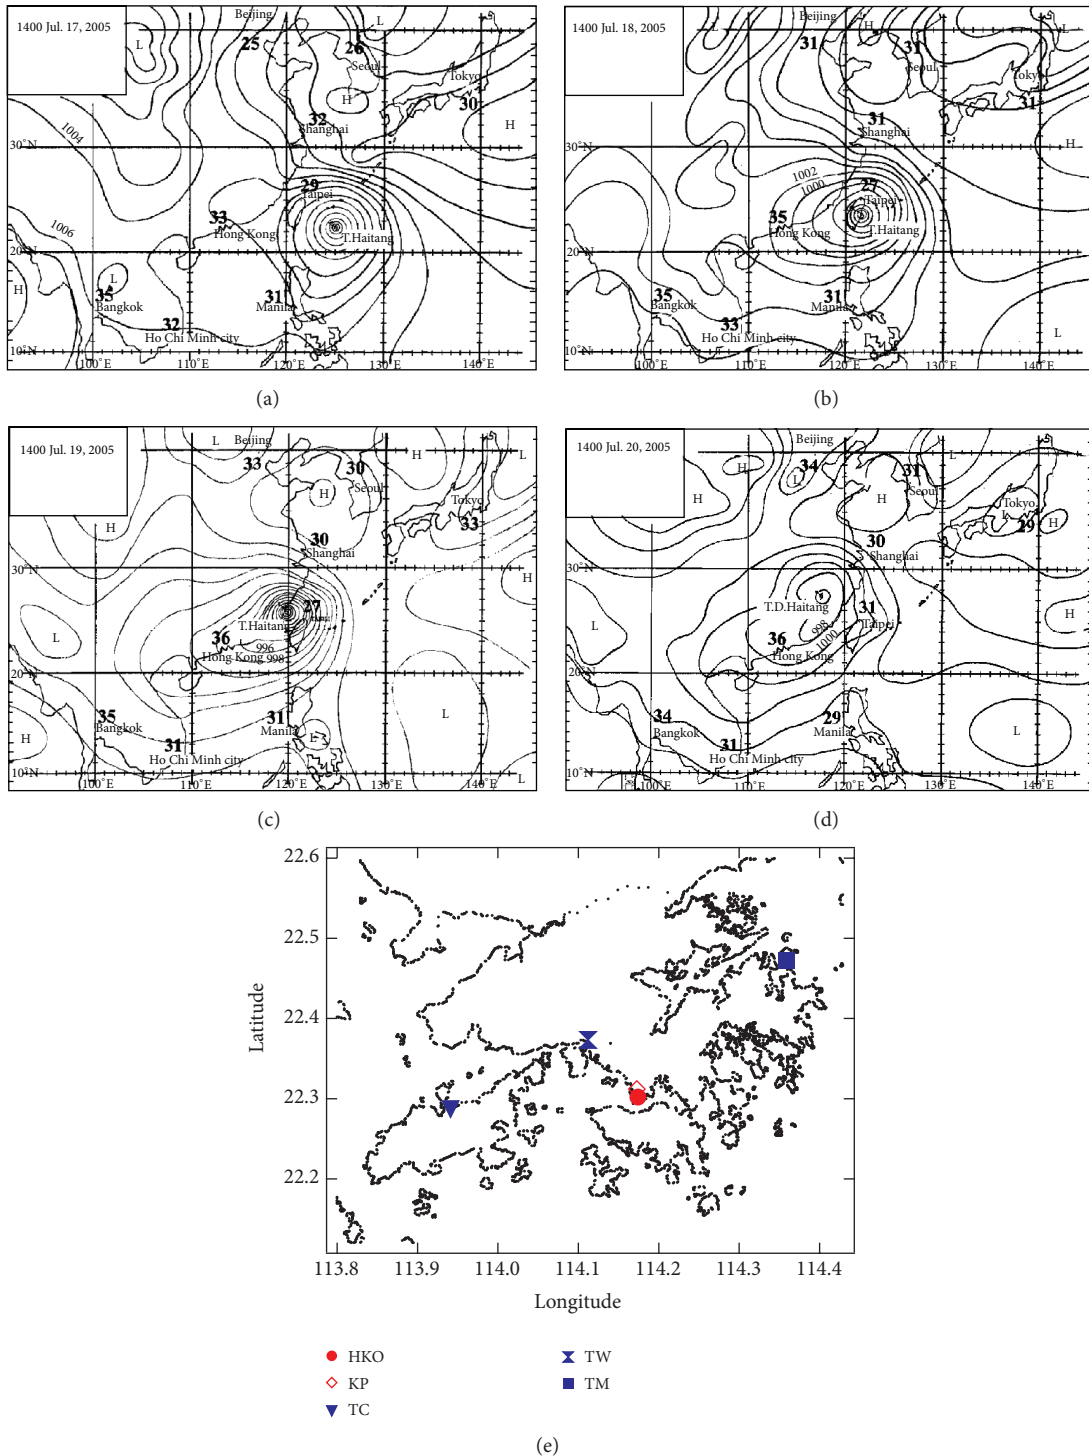 1400 Jul. 17, 2005
Beijing
L
L
25
26
Seoul
Tokyo
H
30
32
Shanghai
H
1004
30°N
29
Taipei
33
Hong Kong
T.Haitang
1006
20°N
L
H
35
Bangkok
31
Manila
32
Ho Chi Minh city
10°N
100°E
110°E
120°E
130°E
140°E
(a)
1400 Jul. 18, 2005
Beijing
H
L
31
31
Seoul
Tokyo
31
31
Shanghai
H
30°N
1002
1000
27
Taipei
35
Hong Kong
T.Haitang
20°N
35
Bangkok
31
Manila
33
Ho Chi Minh city
L
10°N
100°E
110°E
120°E
130°E
140°E
(b)
1400 Jul. 19, 2005
L
Beijing
H
L
33
30
Seoul
H
Tokyo
33
H
30
Shanghai
30°N
H
27
T.Haitang
L
36
Hong Kong
996
998
20°N
L
35
Bangkok
31
Manila
L
H
31
Ho Chi Minh city
10°N
L
100°E
110°E
120°E
130°E
140°E
(c)
1400 Jul. 20, 2005
Beijing
L
H
34
L
31
Seoul
H
H
Tokyo
L
29
H
30
Shanghai
30°N
T.D.Haitang
31
Taipei
998
1000
L
H
36
Hong Kong
20°N
34
Bangkok
29
Manila
L
31
Ho Chi Minh city
10°N
100°E
110°E
120°E
130°E
140°E
(d)
22.6
22.5
22.4
22.3
22.2
Latitude
113.8 113.9 114.0 114.1 114.2 114.3 114.4
Longitude
HKO
KP
TC
TW
TM
(e)